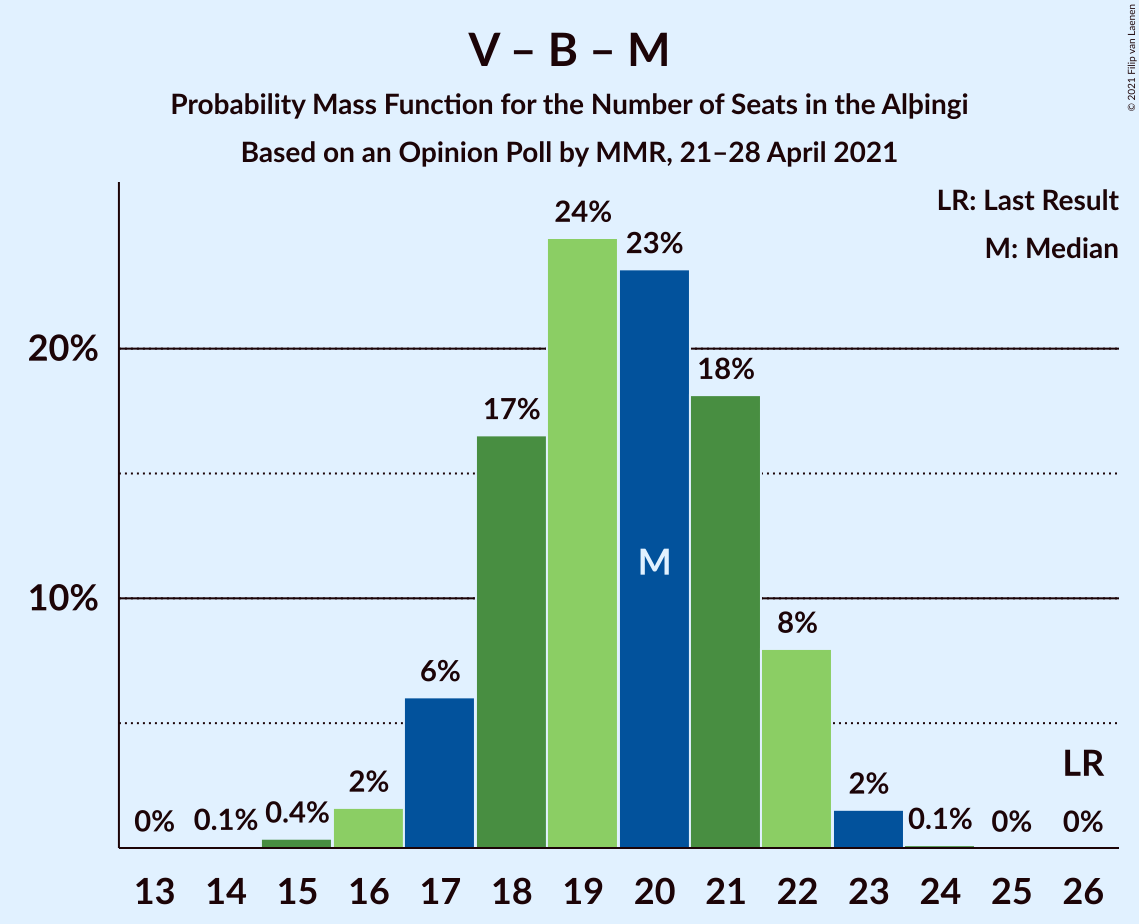 V – B – M
Probability Mass Function for the Number of Seats in the Alþingi
Based on an Opinion Poll by MMR, 21–28 April 2021
© 2021 Filip van Laenen
LR: Last Result
M: Median
24%
23%
20%
18%
17%
M
10%
8%
6%
LR
2%
2%
0%
0.1%
0.4%
0.1%
0%
0%
13 14 15 16 17 18 19 20 21 22 23 24 25 26